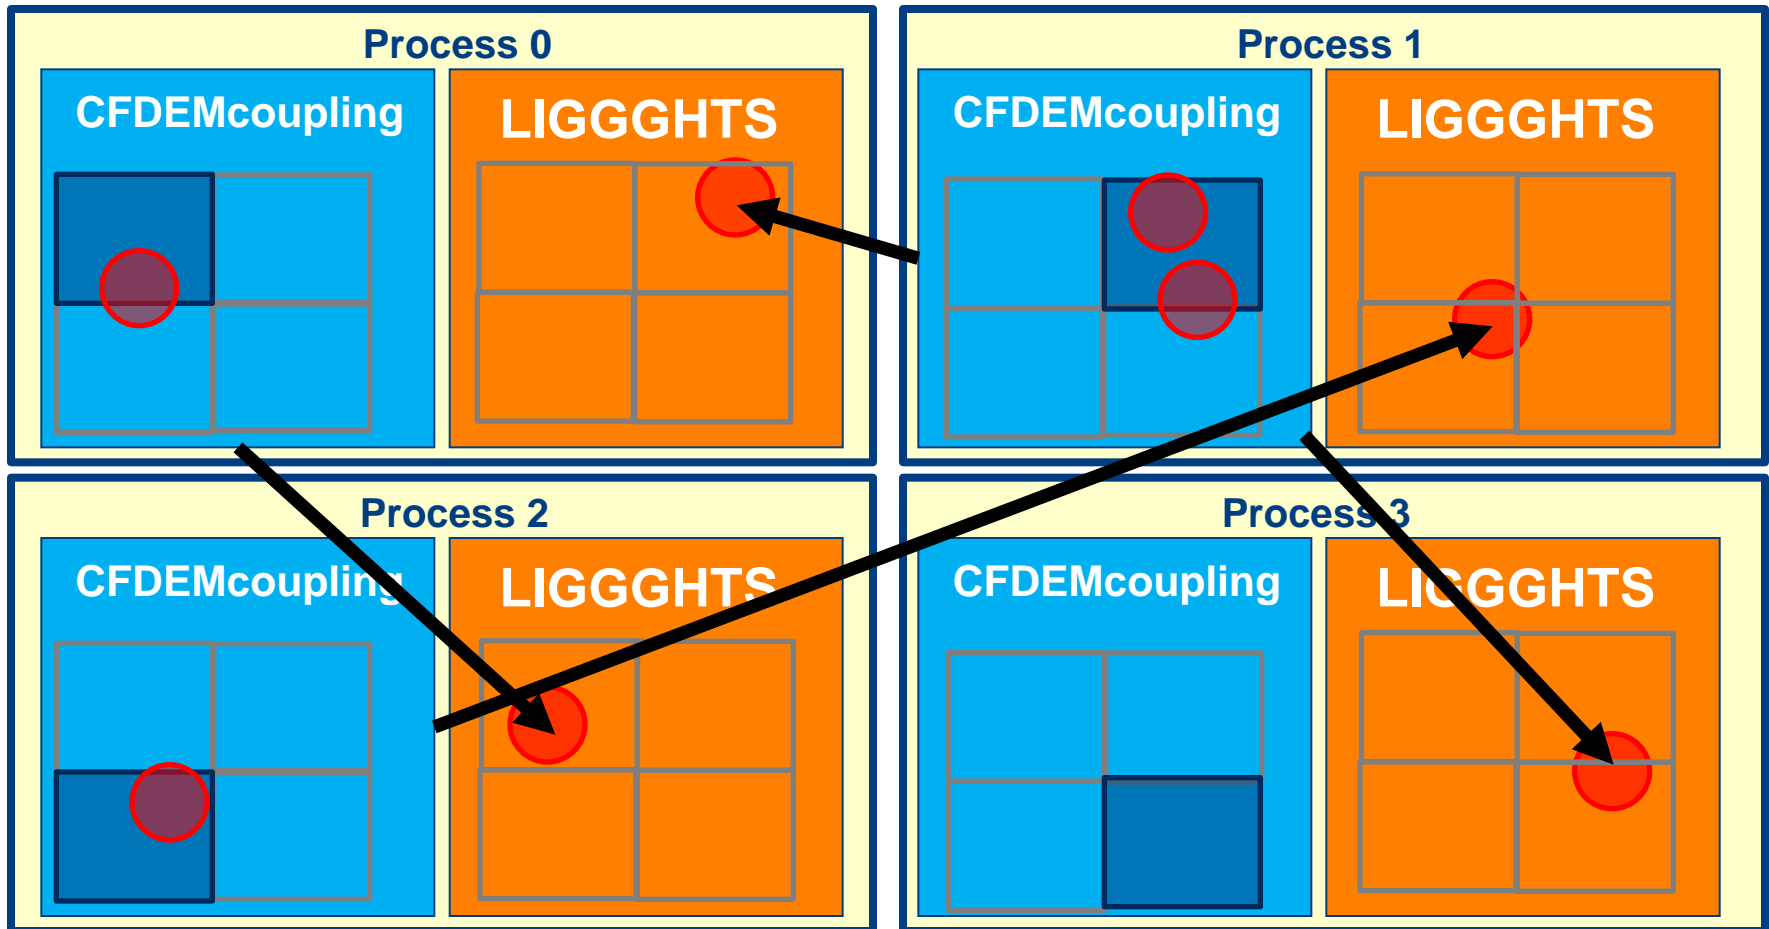 Process 0
CFDEMcoupling
LIGGGHTS
Process 1
CFDEMcoupling
LIGGGHTS
Process 2
CFDEMcoupling
LIGGGHTS
Process 3
CFDEMcoupling
LIGGGHTS